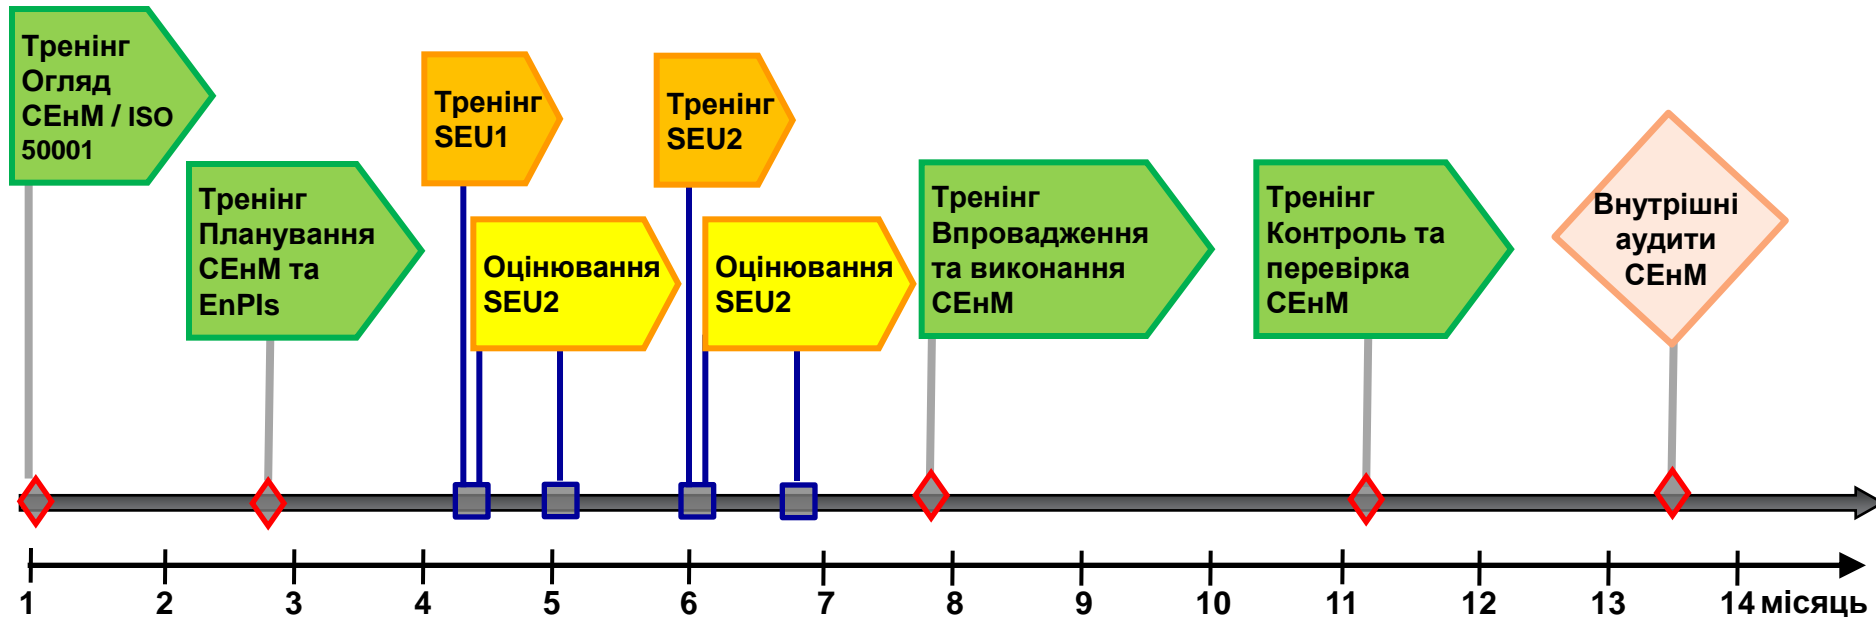 Тренінг
Огляд
СЕнМ / ISO
50001
Тренінг
Планування
СЕнМ та
EnPIs
Тренінг
SEU1
Оцінювання
SEU2
Тренінг
SEU2
Оцінювання
SEU2
Тренінг
Впровадження
та виконання
СЕнМ
Тренінг
Контроль та
перевірка
СЕнМ
Внутрішні
аудити
СЕнМ
1 2 3 4 5 6 7 8 9 10 11 12 13 14 місяць